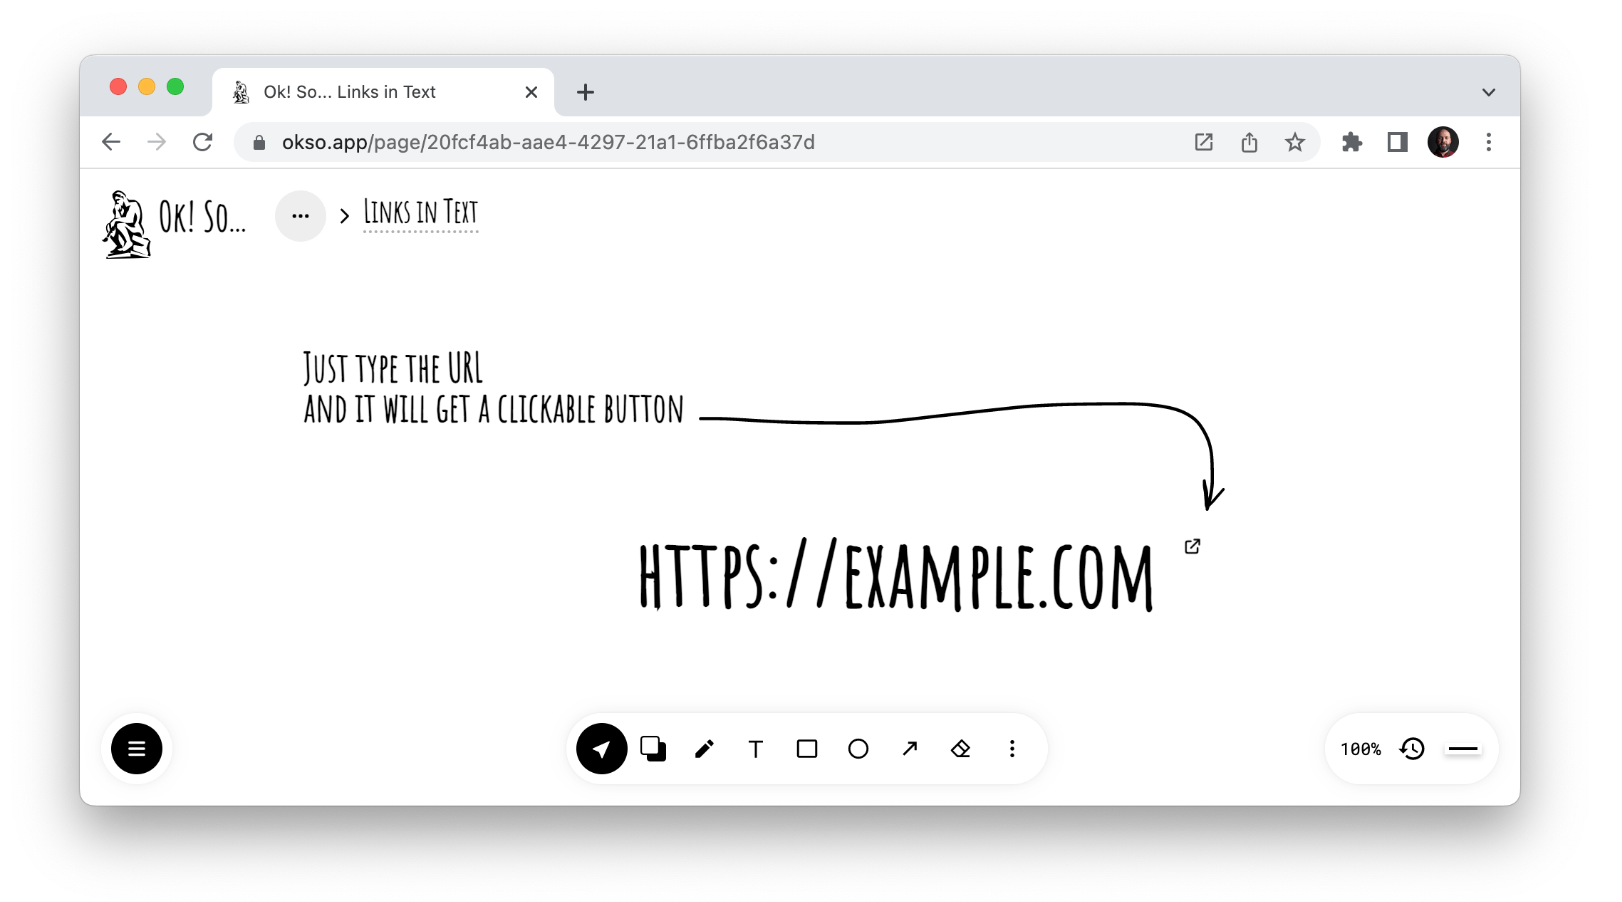 Ok! So... Links in Text
okso.app/page/20fcf4ab-aae4-4297-21a1-6ffba2f6a37d
Ok! So...
Links in Text
Just type the URL
and it will get a clickable button
https://example.com
T
100%